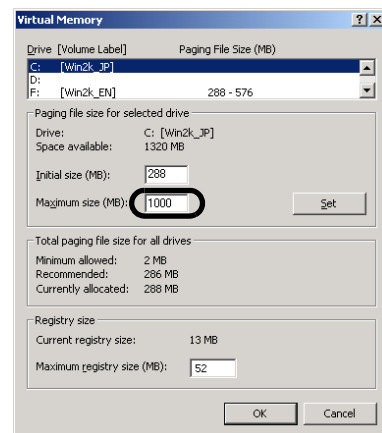 Virtual Memory
Drive [Volume Label] Paging File Size (MB)
C: [Win2k_JP]
D:
F: [Win2k_EN] 288 - 576
Paging file size for selected drive
Drive: C: [Win2k_JP]
Space available: 1320 MB
Initial size (MB): 288
Maximum size (MB): 1000 Set
Total paging file size for all drives
Minimum allowed: 2 MB
Recommended: 286 MB
Currently allocated: 288 MB
Registry size
Current registry size: 13 MB
Maximum registry size (MB): 52
OK Cancel